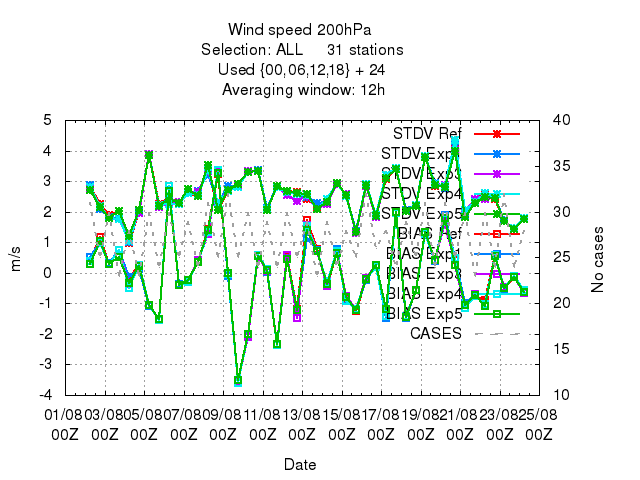 Wind speed 200hPa
Selection: ALL     31 stations
Used {00,06,12,18} + 24
Averaging window: 12h
5
4
3
2
1
0
-1
-2
-3
-4
m/s
40
35
30
25
20
15
10
No cases
STDV Ref
STDV Exp1
STDV Exp3
STDV Exp4
STDV Exp5
BIAS Ref
BIAS Exp1
BIAS Exp3
BIAS Exp4
BIAS Exp5
CASES
01/08 03/08 05/08 07/08 09/08 11/08 13/08 15/08 17/08 19/08 21/08 23/08 25/08
00Z 00Z 00Z 00Z 00Z 00Z 00Z 00Z 00Z 00Z 00Z 00Z 00Z
Date